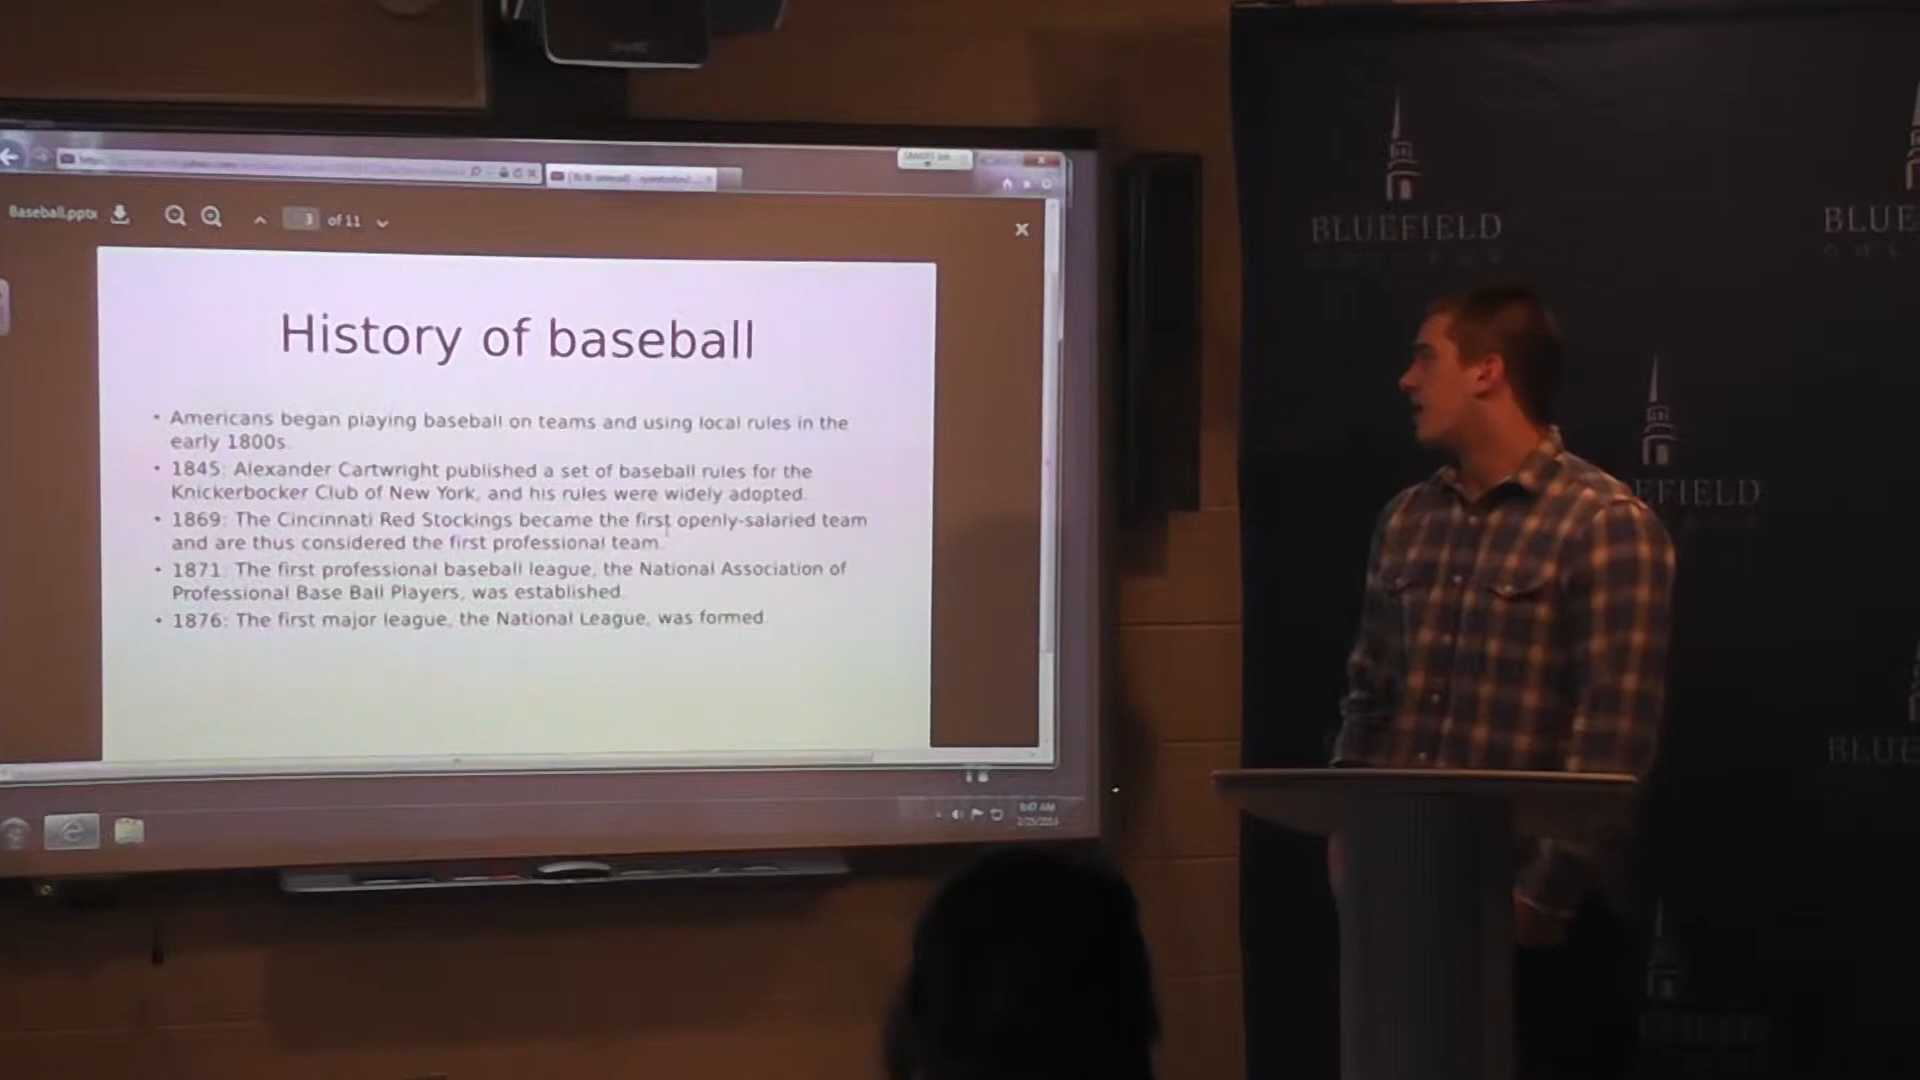 Baseball.pptx
3 of 11
History of baseball
• Americans began playing baseball on teams and using local rules in the
early 1800s.
• 1845: Alexander Cartwright published a set of baseball rules for the
Knickerbocker Club of New York, and his rules were widely adopted.
• 1869: The Cincinnati Red Stockings became the first openly-salaried team
and are thus considered the first professional team.
• 1871: The first professional baseball league, the National Association of
Professional Base Ball Players, was established.
• 1876: The first major league, the National League, was formed.
BLUEFIELD
BLUE
EFIELD
BLUE